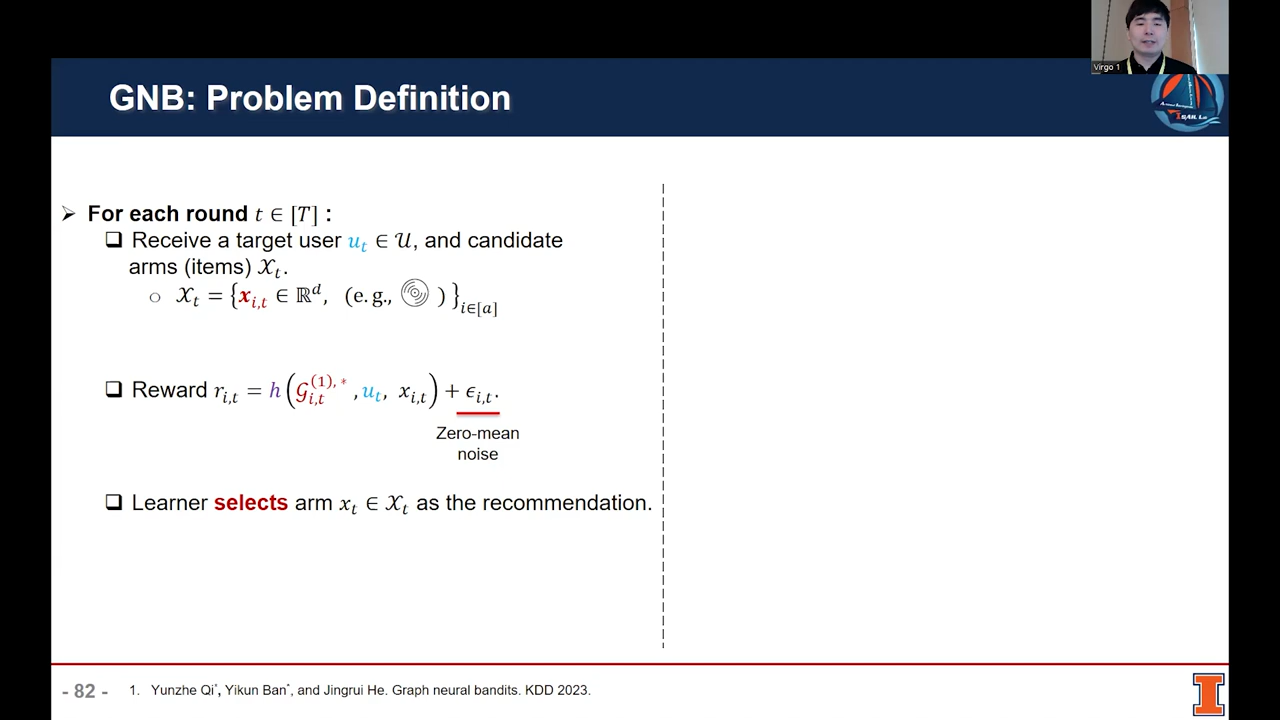 Virgo 1
GNB: Problem Definition
➢ For each round t ∈ [T] :
❑ Receive a target user u_t ∈ 𝒰, and candidate
arms (items) 𝒳_t.
○ 𝒳_t = {x_{i,t} ∈ ℝ^d, (e.g., )}_{i∈[a]}
❑ Reward r_{i,t} = h(𝒢_{i,t}^{(1),*}, u_t, x_{i,t}) + ϵ_{i,t}.
Zero-mean
noise
❑ Learner selects arm x_t ∈ 𝒳_t as the recommendation.
- 82 -
1. Yunzhe Qi*, Yikun Ban*, and Jingrui He. Graph neural bandits. KDD 2023.